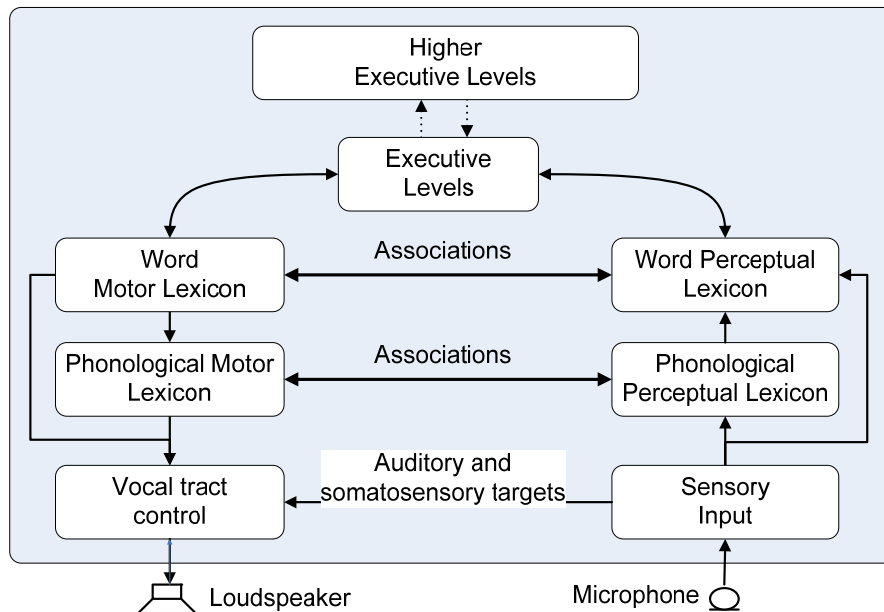 Higher
Executive Levels
Executive
Levels
Word
Motor Lexicon
Associations
Word Perceptual
Lexicon
Phonological Motor
Lexicon
Associations
Phonological
Perceptual Lexicon
Vocal tract
control
Auditory and
somatosensory targets
Sensory
Input
Loudspeaker
Microphone